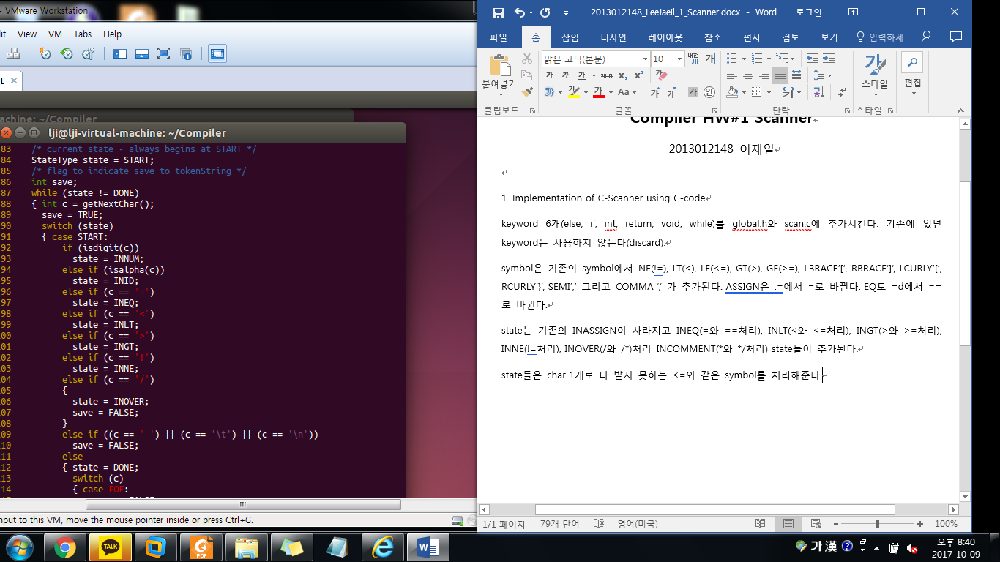 - VMware Workstation
2013012148_LeeJaeil_1_Scanner.docx - Word 로그인
it View VM Tabs Help
파일 홈 삽입 디자인 레이아웃 참조 편지 검토 보기 입력하세
맑은 고딕(본문) 10
붙여넣기 스타일 편집
클립보드 글꼴 단락 스타일
t
machine: ~/Compiler
lji@lji-virtual-machine: ~/Compiler
83 /* current state - always begins at START */
84 StateType state = START;
85 /* flag to indicate save to tokenString */
86 int save;
87 while (state != DONE)
88 { int c = getNextChar();
89 save = TRUE;
90 switch (state)
91 { case START:
92 if (isdigit(c))
93 state = INNUM;
94 else if (isalpha(c))
95 state = INID;
96 else if (c == '=')
97 state = INEQ;
98 else if (c == '<')
99 state = INLT;
00 else if (c == '>')
01 state = INGT;
02 else if (c == '!')
03 state = INNE;
04 else if (c == '/')
05 {
06 state = INOVER;
07 save = FALSE;
08 }
09 else if ((c == ' ') || (c == '\t') || (c == '\n'))
10 save = FALSE;
11 else
12 { state = DONE;
13 switch (c)
14 { case EOF:
Compiler HW#1 Scanner
2013012148 이재일
1. Implementation of C-Scanner using C-code
keyword 6개(else, if, int, return, void, while)를 global.h와 scan.c에 추가시킨다. 기존에 있던
keyword는 사용하지 않는다(discard).
symbol은 기존의 symbol에서 NE(!=), LT(<), LE(<=), GT(>), GE(>=), LBRACE'[', RBRACE']', LCURLY'{',
RCURLY'}', SEMI';' 그리고 COMMA ',' 가 추가된다. ASSIGN은 :=에서 =로 바뀐다. EQ도 =d에서 ==
로 바뀐다.
state는 기존의 INASSIGN이 사라지고 INEQ(=와 ==처리), INLT(<와 <=처리), INGT(>와 >=처리),
INNE(!=처리), INOVER(/와 /*)처리 INCOMMENT(*와 */처리) state들이 추가된다.
state들은 char 1개로 다 받지 못하는 <=와 같은 symbol를 처리해준다.
nput to this VM, move the mouse pointer inside or press Ctrl+G.
1/1 페이지 79개 단어 영어(미국) 100%
TALK
PDF
가 漢
오후 8:40
2017-10-09